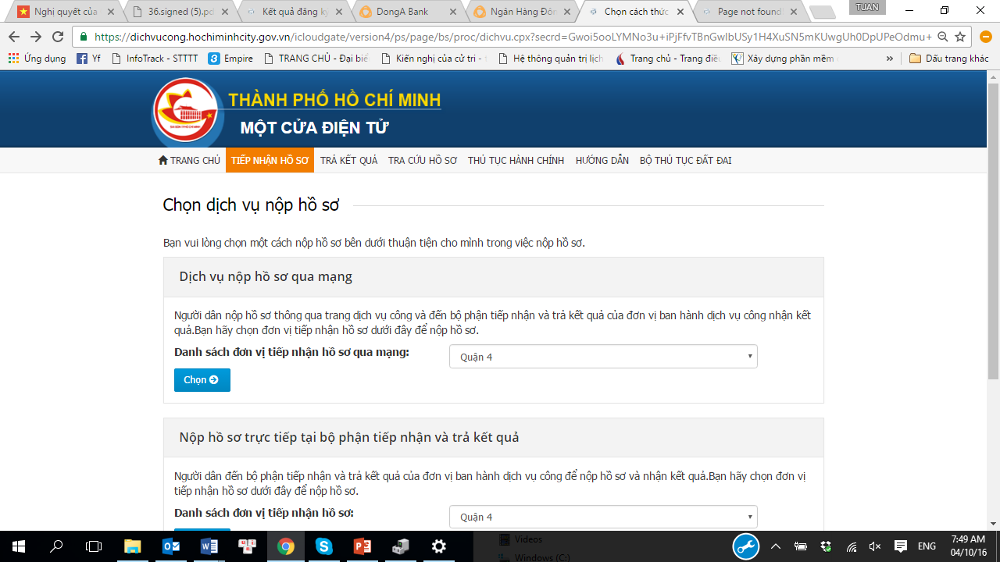 TUAN
Nghị quyết của
36.signed (5).pd
Kết quả đăng ký
DongA Bank
Ngân Hàng Đôn
Chọn cách thức
Page not found
https://dichvucong.hochiminhcity.gov.vn/icloudgate/version4/ps/page/bs/proc/dichvu.cpx?secrd=Gwoi5ooLYMNo3u+iPjFfvTBnGwIbUSy1H4XuSN5mKUwgUh0DpUPeOdmu+
Ứng dụng
Yf
InfoTrack - STTTT
3 Empire
TRANG CHỦ - Đại biể
Kiến nghị của cử tri -
Hệ thông quản trị lịch
Trang chủ - Trang điề
Xây dựng phần mềm
»
Dấu trang khác
THÀNH PHỐ HỒ CHÍ MINH
MỘT CỬA ĐIỆN TỬ
TRANG CHỦ TIẾP NHẬN HỒ SƠ TRẢ KẾT QUẢ TRA CỨU HỒ SƠ THỦ TỤC HÀNH CHÍNH HƯỚNG DẪN BỘ THỦ TỤC ĐẤT ĐAI
Chọn dịch vụ nộp hồ sơ
Bạn vui lòng chọn một cách nộp hồ sơ bên dưới thuận tiện cho mình trong việc nộp hồ sơ.
Dịch vụ nộp hồ sơ qua mạng
Người dân nộp hồ sơ thông qua trang dịch vụ công và đến bộ phận tiếp nhận và trả kết quả của đơn vị ban hành dịch vụ công nhận kết
quả.Bạn hãy chọn đơn vị tiếp nhận hồ sơ dưới đây để nộp hồ sơ.
Danh sách đơn vị tiếp nhận hồ sơ qua mạng:
Quận 4
Chọn
Nộp hồ sơ trực tiếp tại bộ phận tiếp nhận và trả kết quả
Người dân đến bộ phận tiếp nhận và trả kết quả của đơn vị ban hành dịch vụ công để nộp hồ sơ và nhận kết quả.Bạn hãy chọn đơn vị
tiếp nhận hồ sơ dưới đây để nộp hồ sơ.
Danh sách đơn vị tiếp nhận hồ sơ:
Quận 4
Videos
Windows (C:)
ENG
7:49 AM
04/10/16